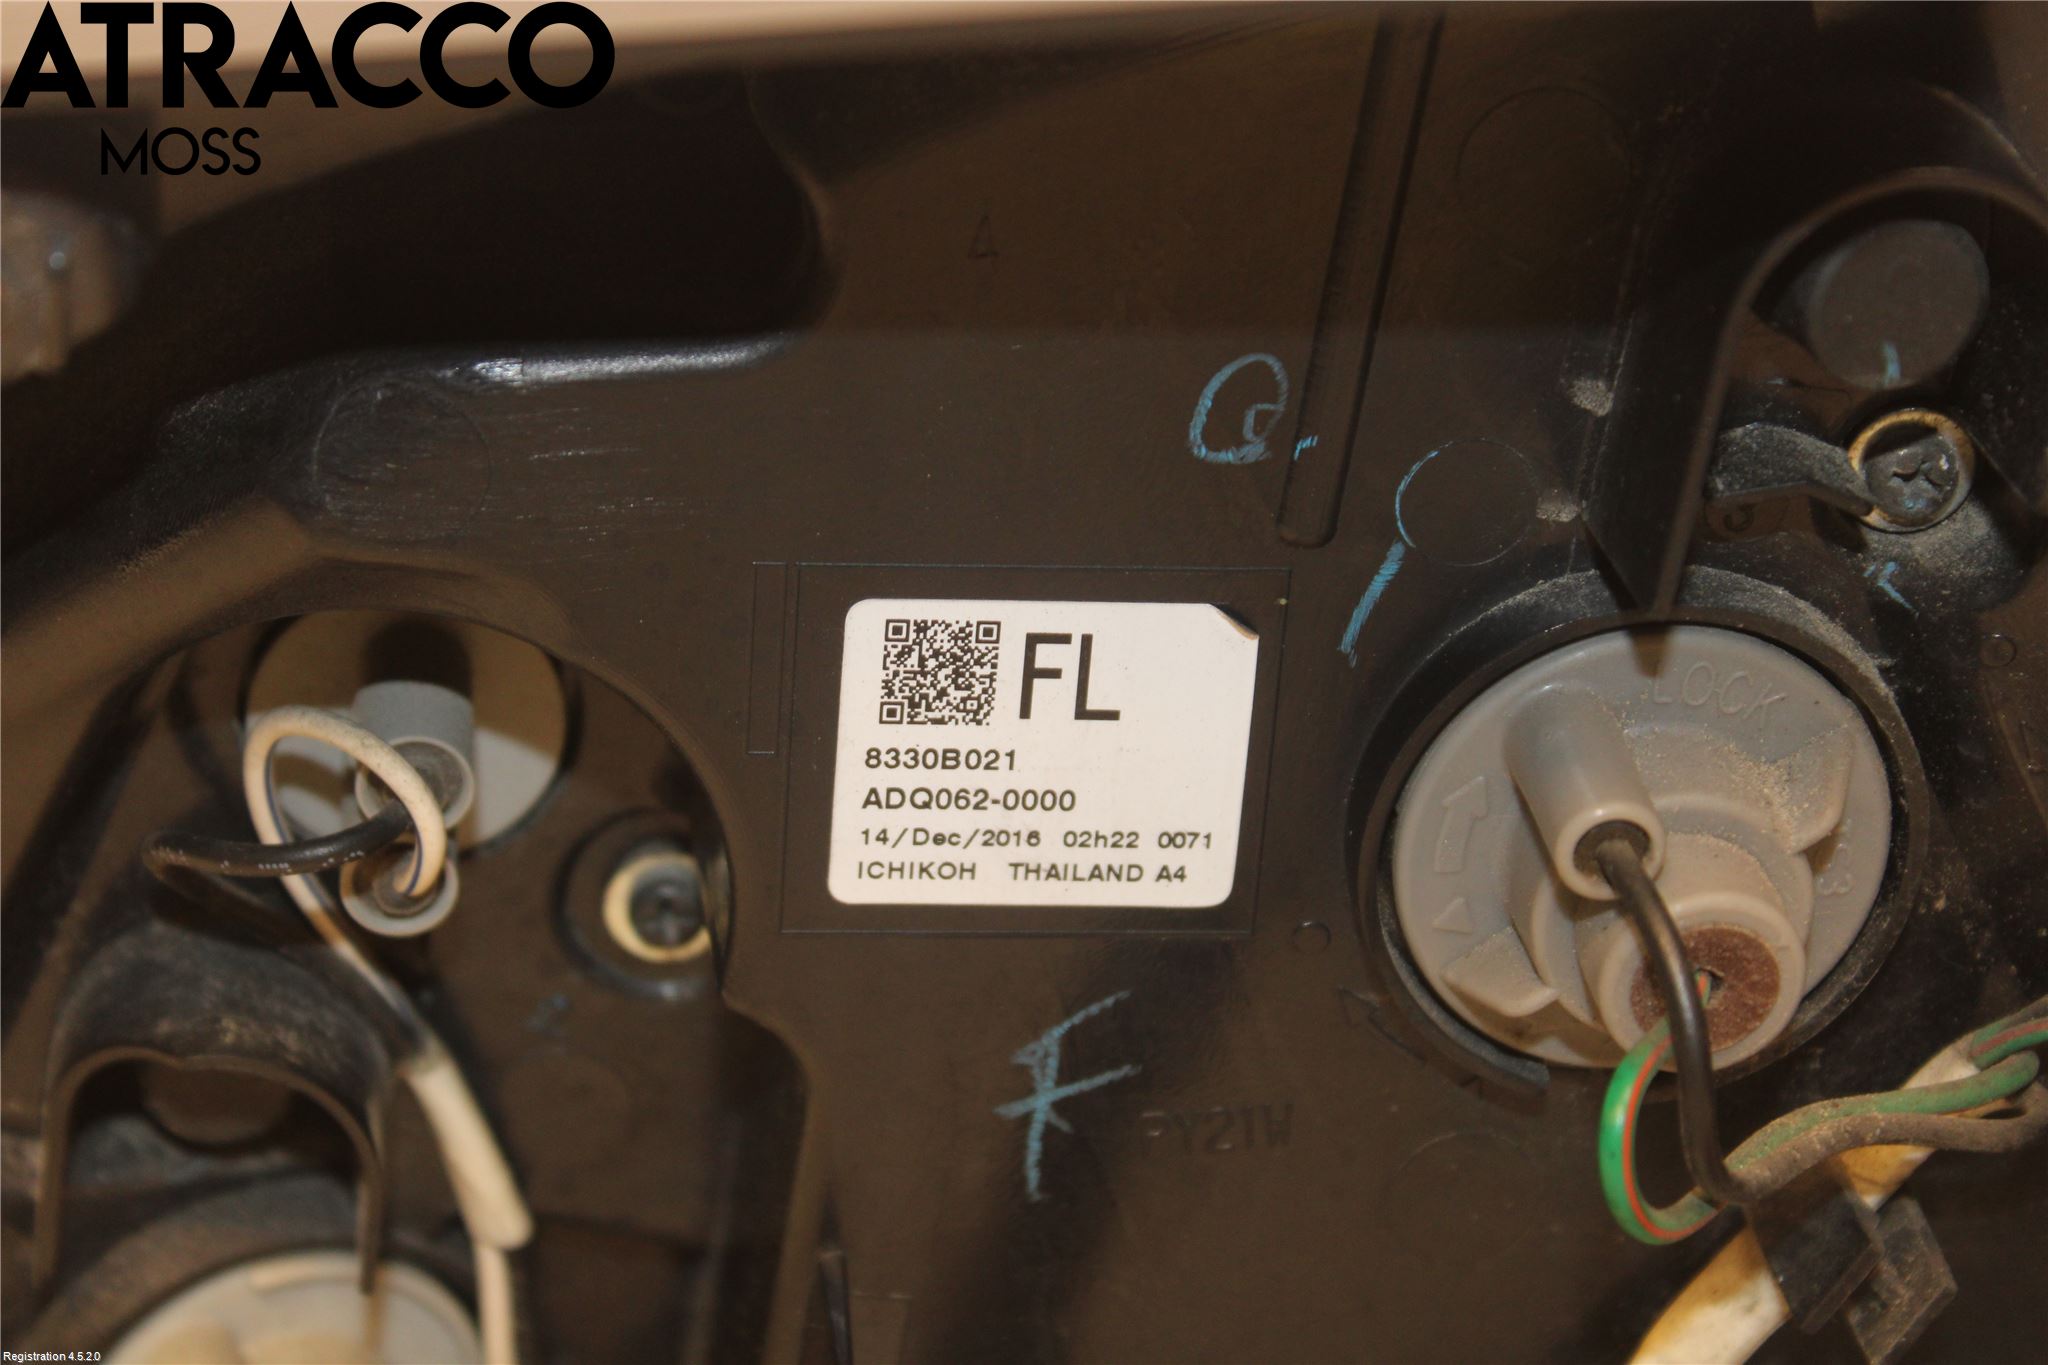 ATRACCO
MOSS
FL
8330B021
ADQ062-0000
14/Dec/2016 02h22 0071
ICHIKOH THAILAND A4
LOCK
3
F
PY21W
Registration 4.5.2.0